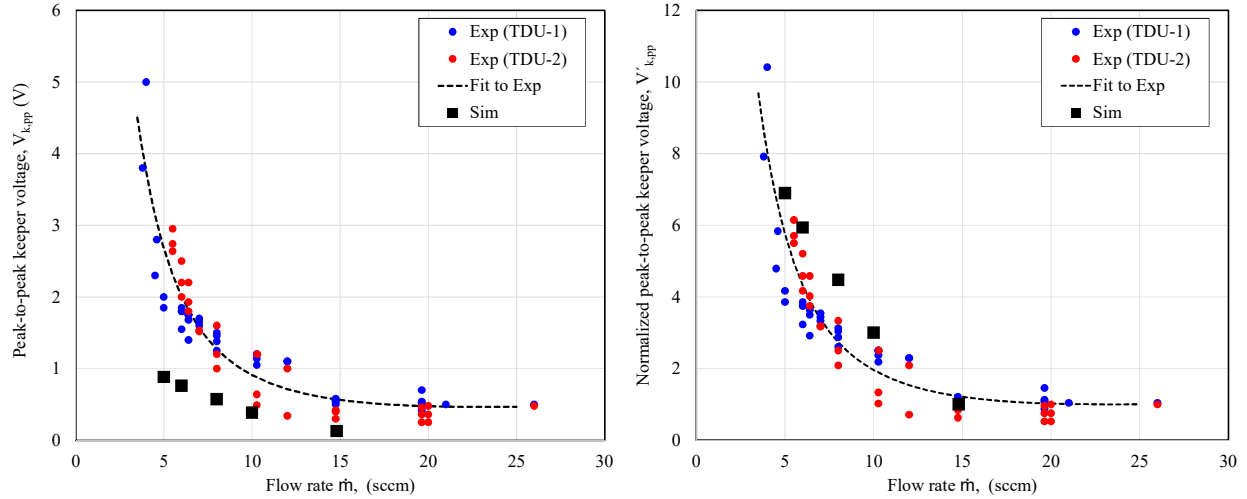 6
5
4
3
2
1
0
Peak-to-peak keeper voltage, V k,pp (V)
Exp (TDU-1)
Exp (TDU-2)
Fit to Exp
Sim
0 5 10 15 20 25 30
Flow rate ṁ, (sccm)
12
10
8
6
4
2
0
Normalized peak-to-peak keeper voltage, V´k,pp
Exp (TDU-1)
Exp (TDU-2)
Fit to Exp
Sim
0 5 10 15 20 25 30
Flow rate ṁ, (sccm)